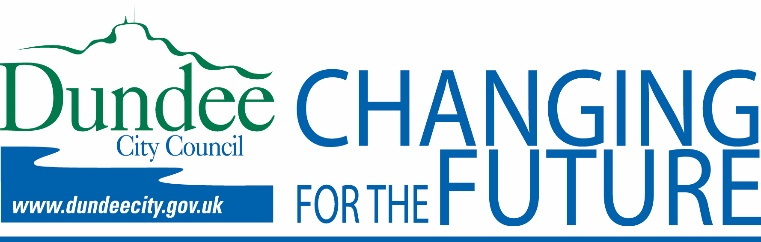 Dundee
City Council
www.dundeecity.gov.uk
CHANGING
FOR THE FUTURE